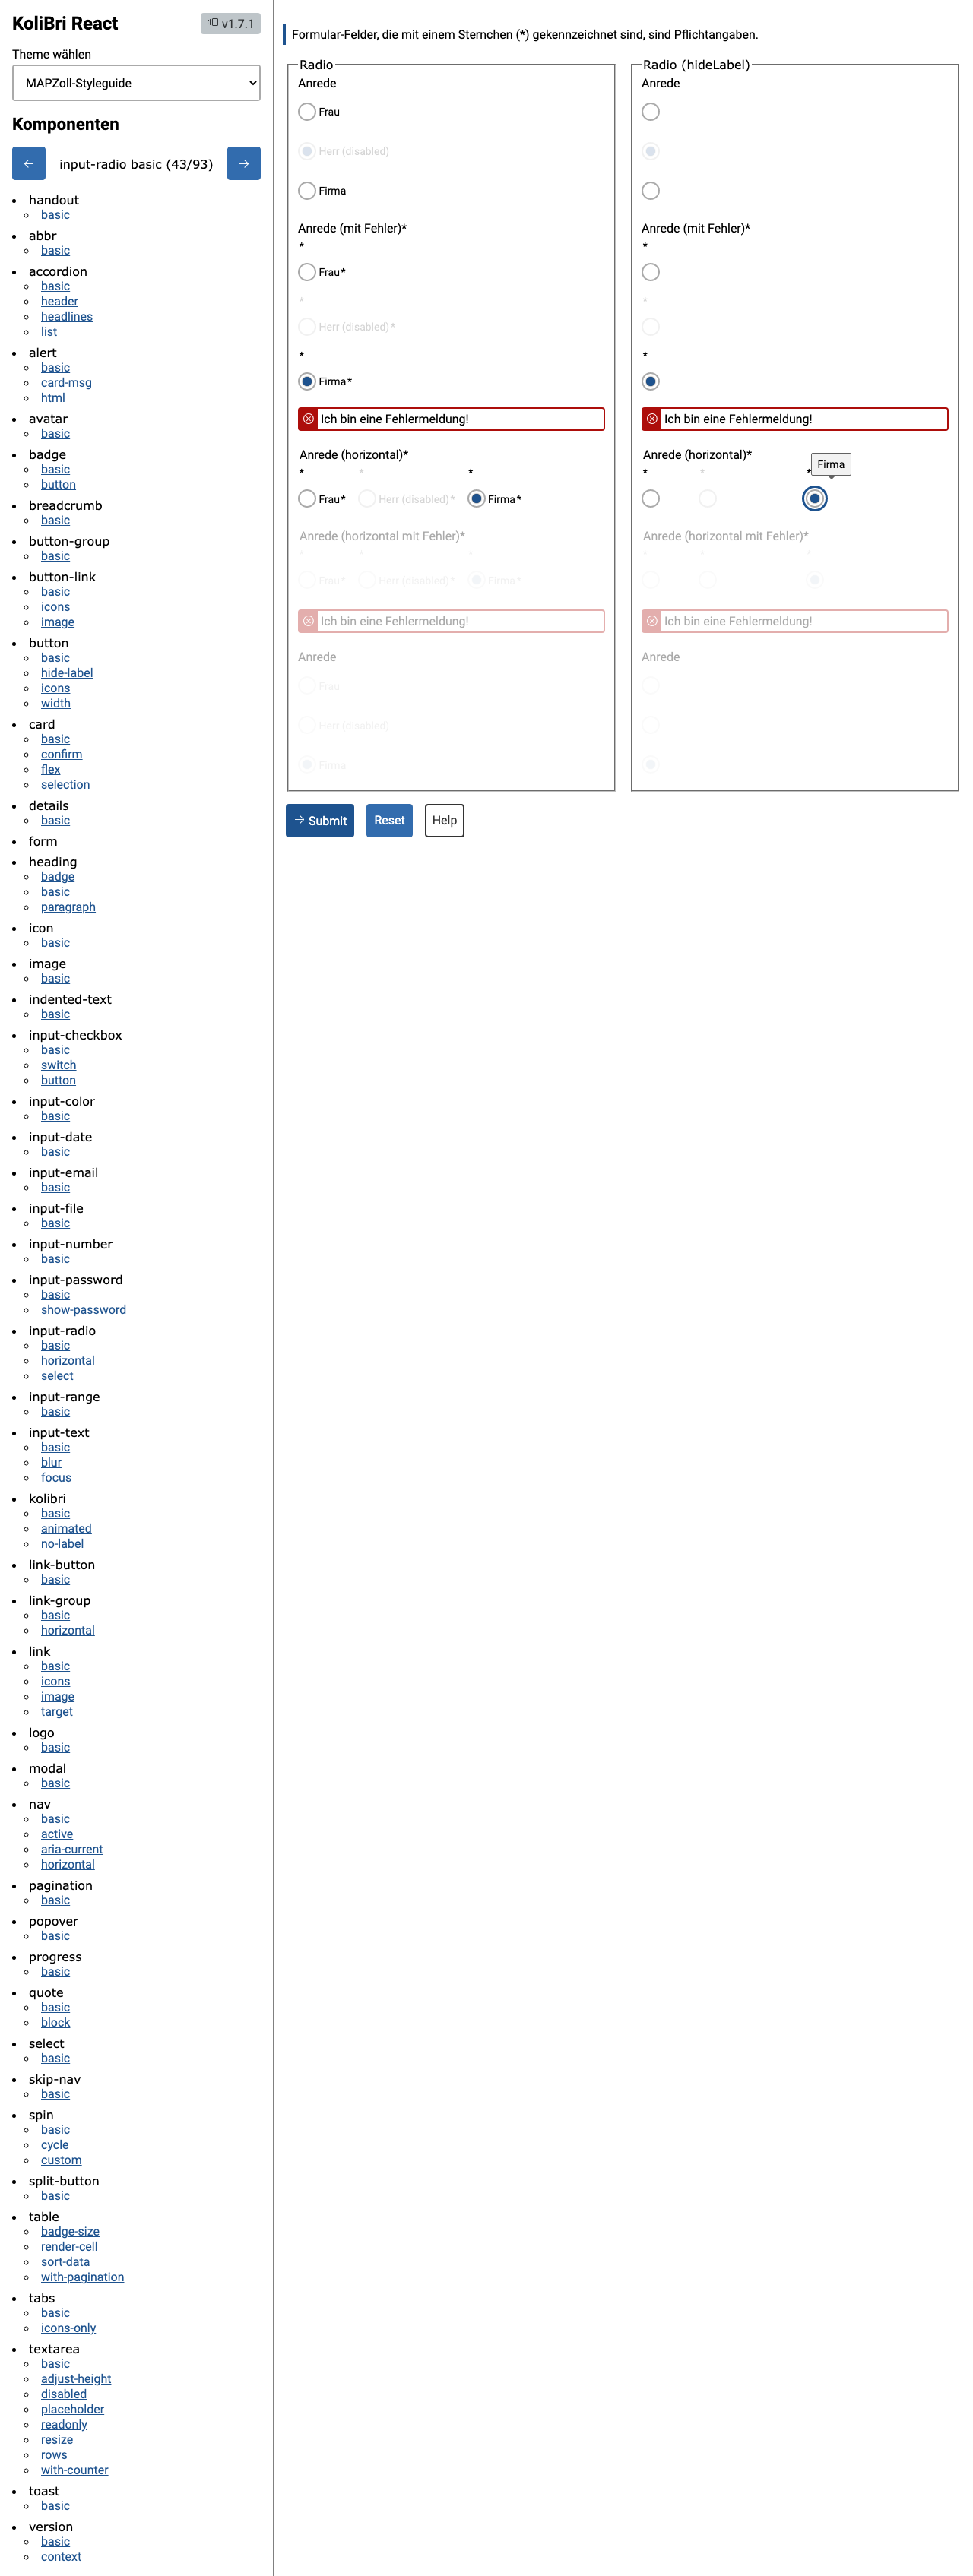 KoliBri React
v1.7.1
Theme wählen
MAPZoll-Styleguide
Komponenten
← input-radio basic (43/93) →
handout
basic
abbr
basic
accordion
basic
header
headlines
list
alert
basic
card-msg
html
avatar
basic
badge
basic
button
breadcrumb
basic
button-group
basic
button-link
basic
icons
image
button
basic
hide-label
icons
width
card
basic
confirm
flex
selection
details
basic
form
heading
badge
basic
paragraph
icon
basic
image
basic
indented-text
basic
input-checkbox
basic
switch
button
input-color
basic
input-date
basic
input-email
basic
input-file
basic
input-number
basic
input-password
basic
show-password
input-radio
basic
horizontal
select
input-range
basic
input-text
basic
blur
focus
kolibri
basic
animated
no-label
link-button
basic
link-group
basic
horizontal
link
basic
icons
image
target
logo
basic
modal
basic
nav
basic
active
aria-current
horizontal
pagination
basic
popover
basic
progress
basic
quote
basic
block
select
basic
skip-nav
basic
spin
basic
cycle
custom
split-button
basic
table
badge-size
render-cell
sort-data
with-pagination
tabs
basic
icons-only
textarea
basic
adjust-height
disabled
placeholder
readonly
resize
rows
with-counter
toast
basic
version
basic
context
Formular-Felder, die mit einem Sternchen (*) gekennzeichnet sind, sind Pflichtangaben.
Radio
Anrede
Frau
Herr (disabled)
Firma
Anrede (mit Fehler)*
*
Frau*
*
Herr (disabled)*
*
Firma*
Ich bin eine Fehlermeldung!
Anrede (horizontal)*
* * *
Frau* Herr (disabled)* Firma*
Anrede (horizontal mit Fehler)*
* * *
Frau* Herr (disabled)* Firma*
Ich bin eine Fehlermeldung!
Anrede
Frau
Herr (disabled)
Firma
Radio (hideLabel)
Anrede
Anrede (mit Fehler)*
*
*
*
Ich bin eine Fehlermeldung!
Anrede (horizontal)*
Firma
* * *
Anrede (horizontal mit Fehler)*
* * *
Ich bin eine Fehlermeldung!
Anrede
→ Submit
Reset
Help